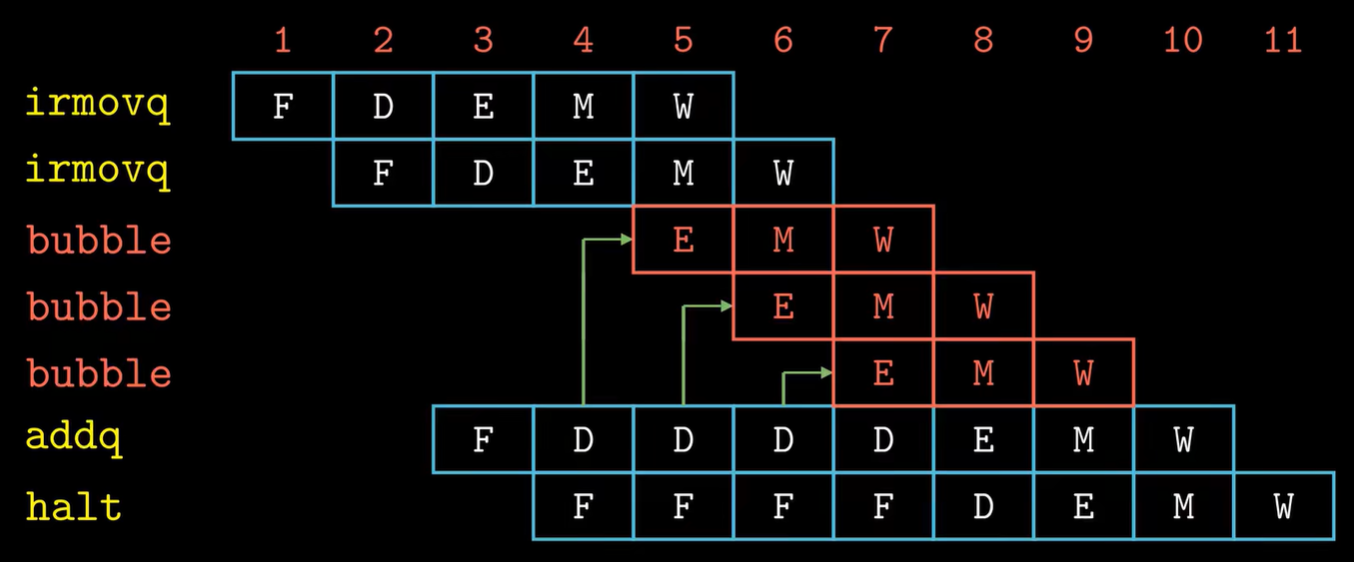 1 2 3 4 5 6 7 8 9 10 11
irmovq F D E M W
irmovq F D E M W
bubble E M W
bubble E M W
bubble E M W
addq F D D D D E M W
halt F F F F D E M W